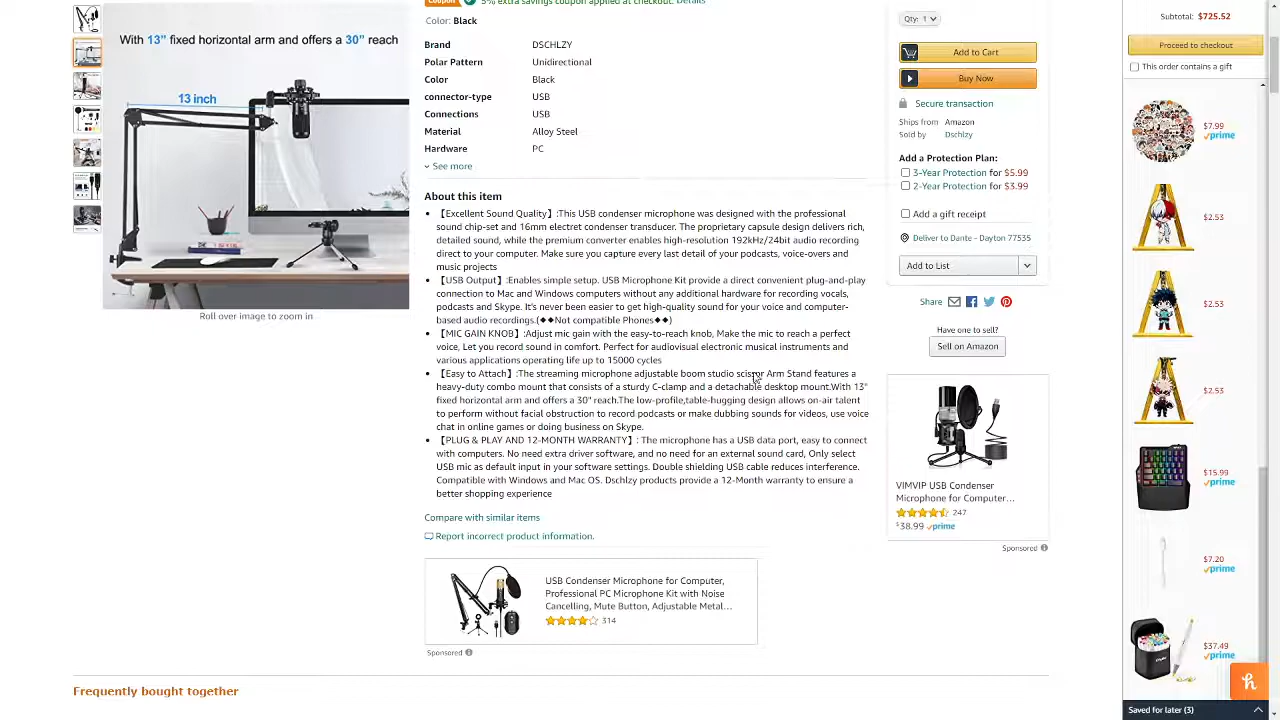 5% extra savings coupon applied at checkout. Details
Color: Black
With 13" fixed horizontal arm and offers a 30" reach
13 inch
Roll over image to zoom in
Brand DSCHLZY
Polar Pattern Unidirectional
Color Black
connector-type USB
Connections USB
Material Alloy Steel
Hardware PC
See more
About this item
【Excellent Sound Quality】:This USB condenser microphone was designed with the professional
sound chip-set and 16mm electret condenser transducer. The proprietary capsule design delivers rich,
detailed sound, while the premium converter enables high-resolution 192kHz/24bit audio recording
direct to your computer. Make sure you capture every last detail of your podcasts, voice-overs and
music projects
【USB Output】:Enables simple setup. USB Microphone Kit provide a direct convenient plug-and-play
connection to Mac and Windows computers without any additional hardware for recording vocals,
podcasts and Skype. It's never been easier to get high-quality sound for your voice and computer-
based audio recordings.(◆◆Not compatible Phones◆◆)
【MIC GAIN KNOB】:Adjust mic gain with the easy-to-reach knob, Make the mic to reach a perfect
voice, Let you record sound in comfort. Perfect for audiovisual electronic musical instruments and
various applications operating life up to 15000 cycles
【Easy to Attach】:The streaming microphone adjustable boom studio scissor Arm Stand features a
heavy-duty combo mount that consists of a sturdy C-clamp and a detachable desktop mount.With 13"
fixed horizontal arm and offers a 30" reach.The low-profile,table-hugging design allows on-air talent
to perform without facial obstruction to record podcasts or make dubbing sounds for videos, use voice
chat in online games or doing business on Skype.
【PLUG & PLAY AND 12-MONTH WARRANTY】: The microphone has a USB data port, easy to connect
with computers. No need extra driver software, and no need for an external sound card, Only select
USB mic as default input in your software settings. Double shielding USB cable reduces interference.
Compatible with Windows and Mac OS. Dschlzy products provide a 12-Month warranty to ensure a
better shopping experience
Compare with similar items
Report incorrect product information.
USB Condenser Microphone for Computer,
Professional PC Microphone Kit with Noise
Cancelling, Mute Button, Adjustable Metal...
314
Sponsored
Frequently bought together
Qty: 1
Add to Cart
Buy Now
Secure transaction
Ships from Amazon
Sold by Dschlzy
Add a Protection Plan:
3-Year Protection for $5.99
2-Year Protection for $3.99
Add a gift receipt
Deliver to Dante - Dayton 77535
Add to List
Share
Have one to sell?
Sell on Amazon
VIMVIP USB Condenser
Microphone for Computer...
247
$38.99 prime
Sponsored
Subtotal: $725.52
Proceed to checkout
This order contains a gift
$7.99
prime
$2.53
$2.53
$2.53
$15.99
prime
$7.20
prime
$37.49
prime
h
Saved for later (3)